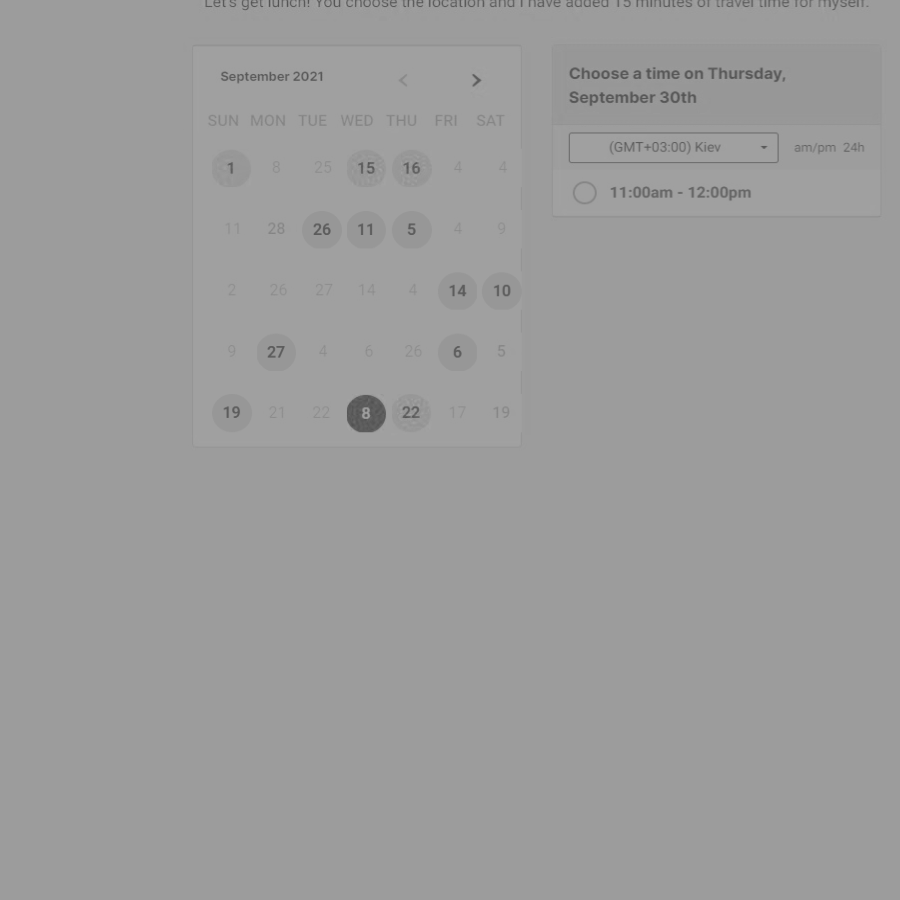 Let's get lunch! You choose the location and I have added 15 minutes of travel time for myself.
September 2021
SUN MON TUE WED THU FRI SAT
1 8 25 15 16 4 4
11 28 26 11 5 4 9
2 26 27 14 4 14 10
9 27 4 6 26 6 5
19 21 22 8 22 17 19
Choose a time on Thursday,
September 30th
(GMT+03:00) Kiev am/pm 24h
11:00am - 12:00pm